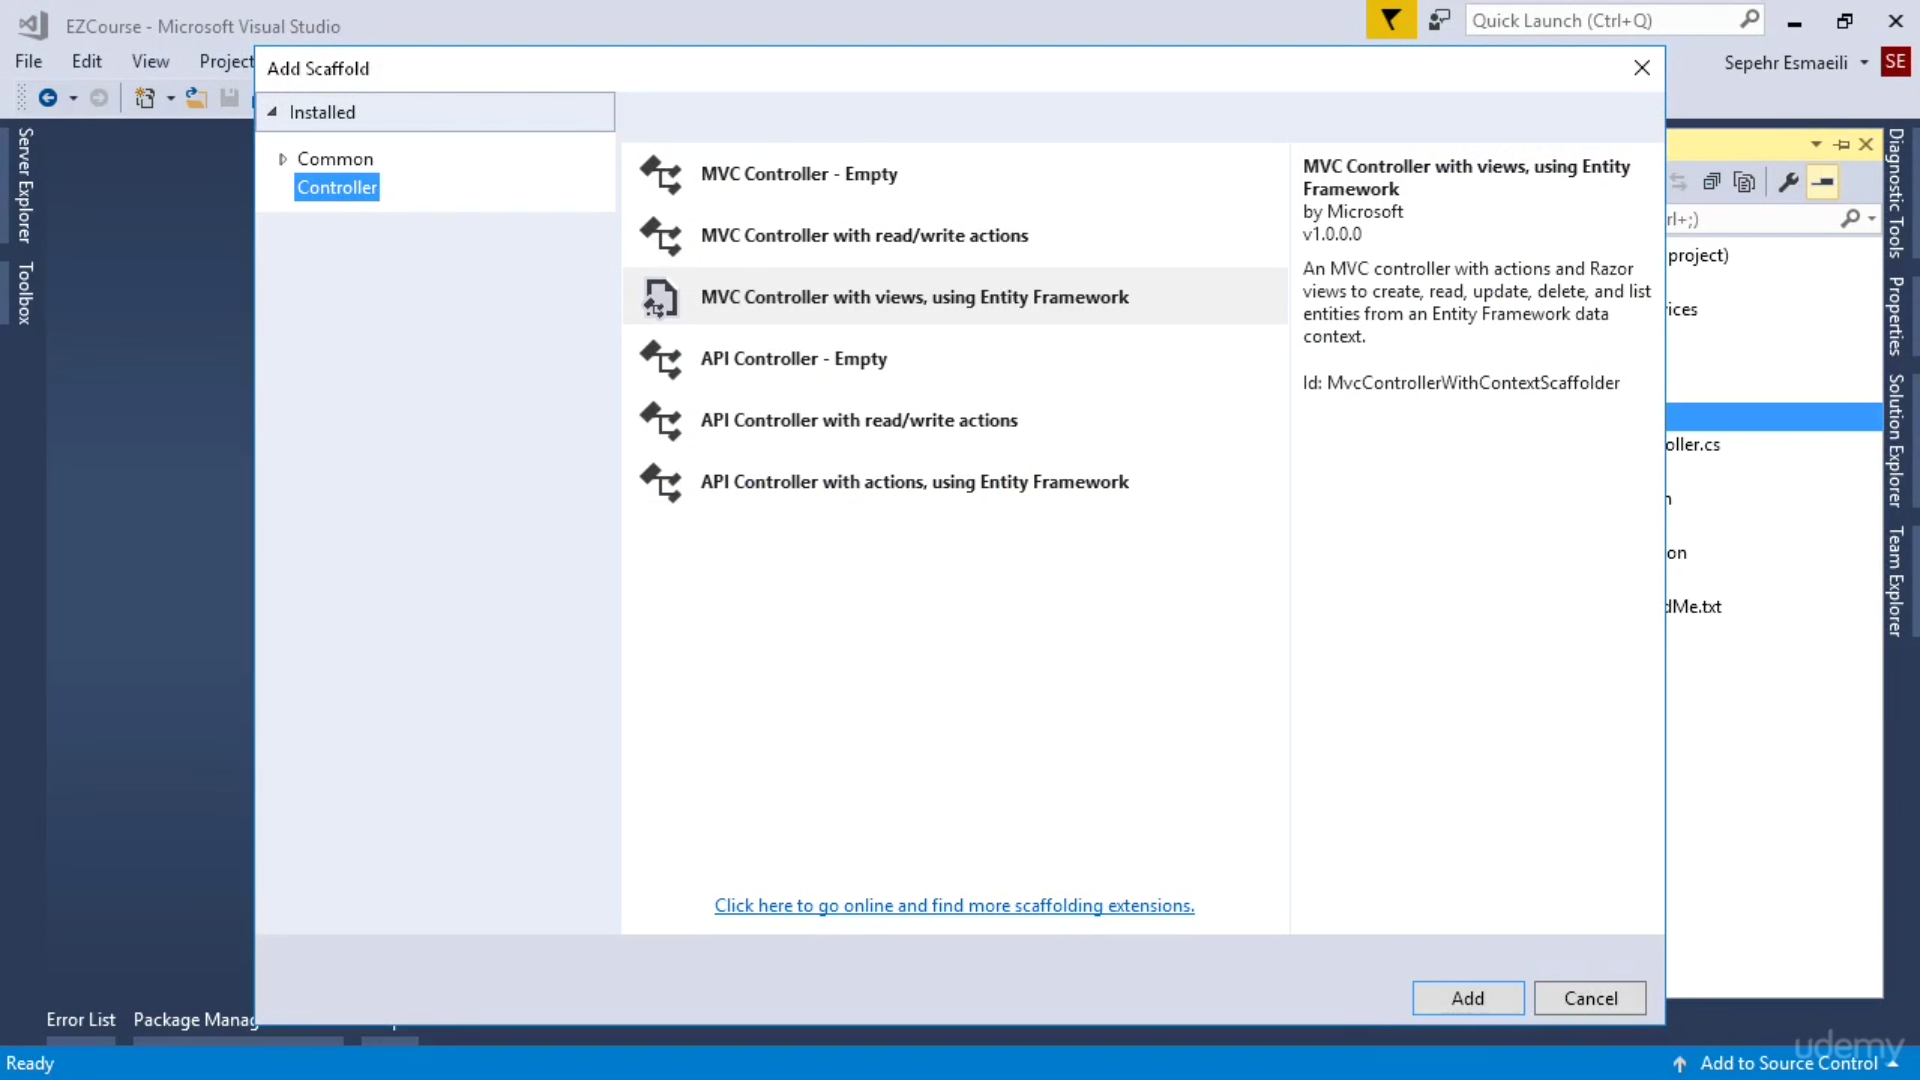 EZCourse - Microsoft Visual Studio
Quick Launch (Ctrl+Q)
File Edit View Project
Sepehr Esmaeili SE
Add Scaffold
Installed
Common
Controller
MVC Controller - Empty
MVC Controller with read/write actions
MVC Controller with views, using Entity Framework
API Controller - Empty
API Controller with read/write actions
API Controller with actions, using Entity Framework
Click here to go online and find more scaffolding extensions.
MVC Controller with views, using Entity
Framework
by Microsoft
v1.0.0.0
An MVC controller with actions and Razor
views to create, read, update, delete, and list
entities from an Entity Framework data
context.
Id: MvcControllerWithContextScaffolder
Add Cancel
Server Explorer
Toolbox
rl+;)
project)
ices
oller.cs
n
on
dMe.txt
Diagnostic Tools
Properties
Solution Explorer
Team Explorer
Error List Package Manag
Ready
Add to Source Control
udemy